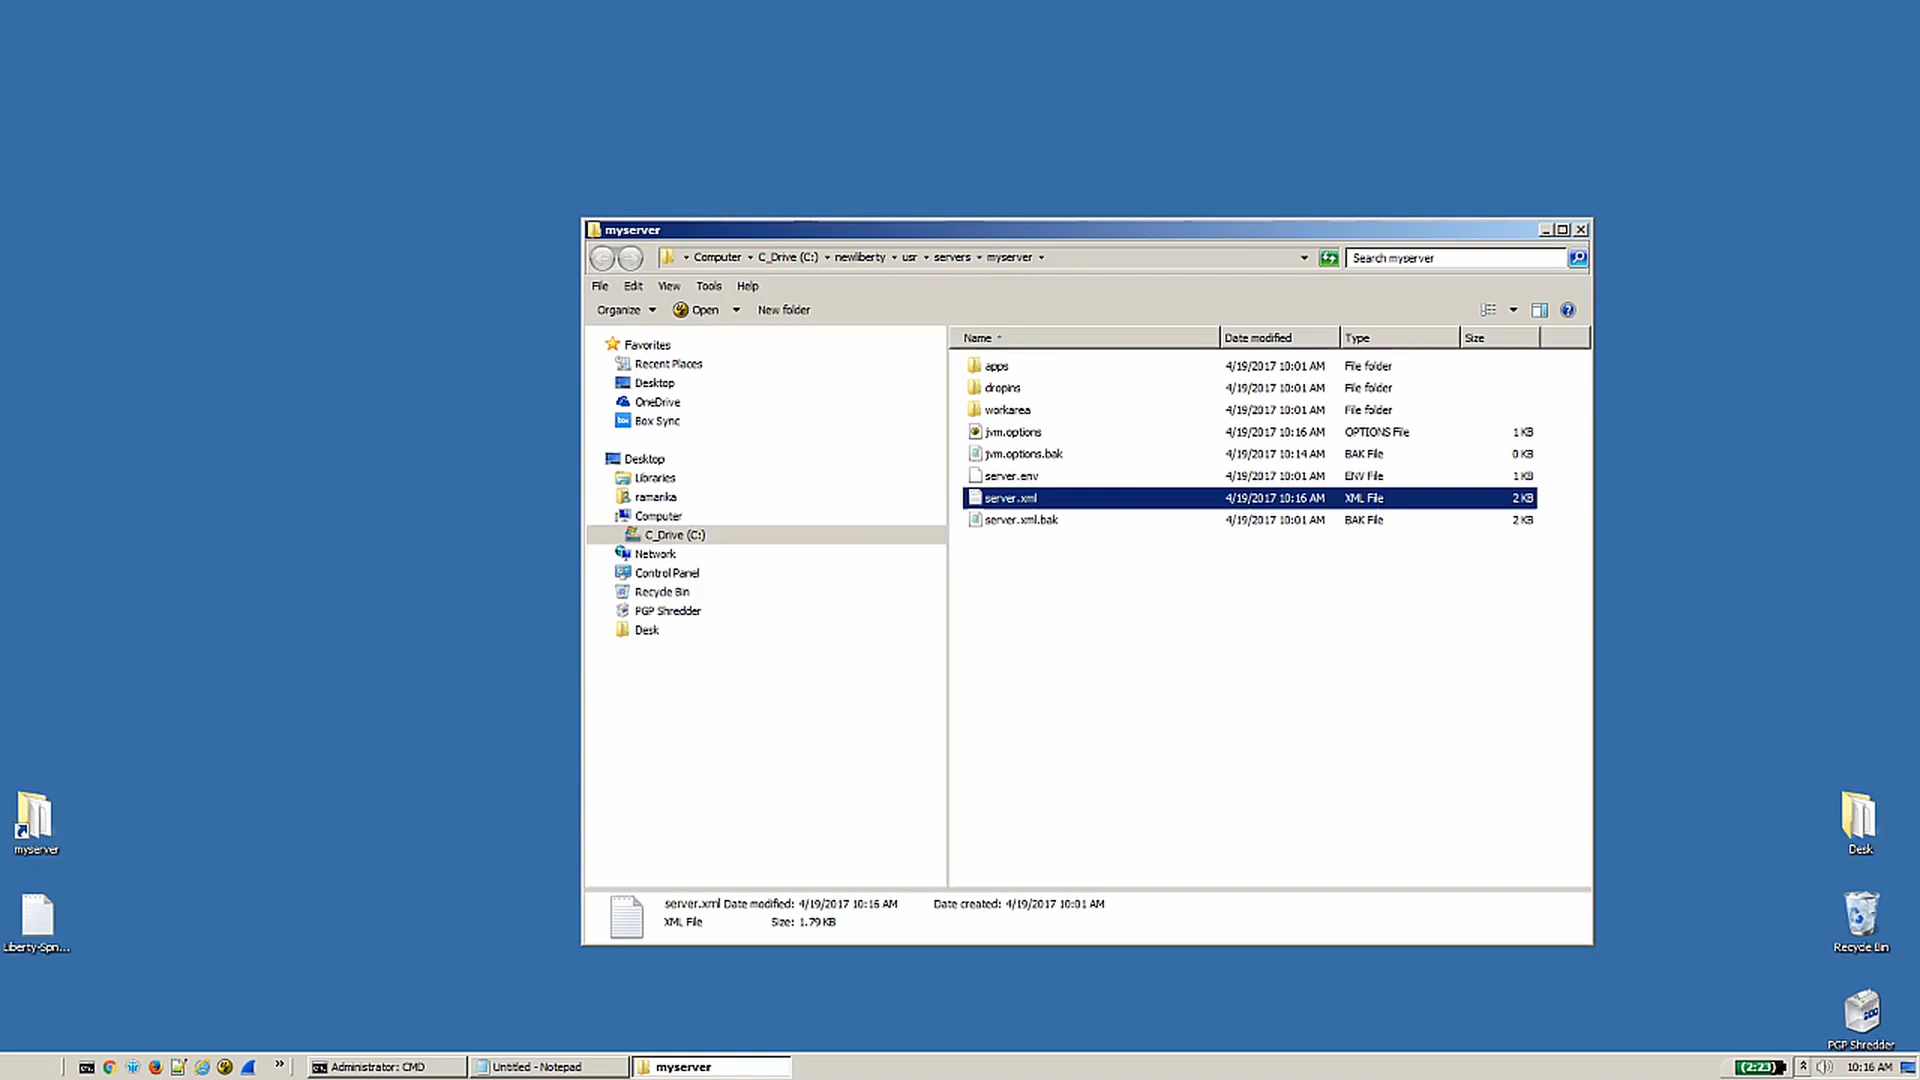 myserver
Computer C_Drive (C:) newliberty usr servers myserver
Search myserver
File Edit View Tools Help
Organize Open New folder
Favorites
Recent Places
Desktop
OneDrive
Box Sync
Desktop
Libraries
ramarika
Computer
C_Drive (C:)
Network
Control Panel
Recycle Bin
PGP Shredder
Desk
Name Date modified Type Size
apps 4/19/2017 10:01 AM File folder
dropins 4/19/2017 10:01 AM File folder
workarea 4/19/2017 10:01 AM File folder
jvm.options 4/19/2017 10:16 AM OPTIONS File 1 KB
jvm.options.bak 4/19/2017 10:14 AM BAK File 0 KB
server.env 4/19/2017 10:01 AM ENV File 1 KB
server.xml 4/19/2017 10:16 AM XML File 2 KB
server.xml.bak 4/19/2017 10:01 AM BAK File 2 KB
server.xml Date modified: 4/19/2017 10:16 AM Date created: 4/19/2017 10:01 AM
XML File Size: 1.79 KB
myserver
Liberty-Spn...
Desk
Recycle Bin
PGP Shredder
Administrator: CMD
Untitled - Notepad
myserver
(2:23)
10:16 AM